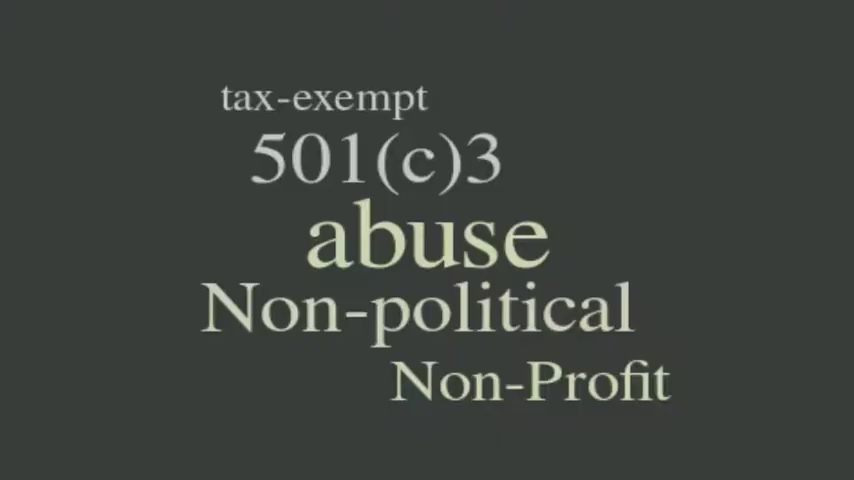 tax-exempt
501(c)3
abuse
Non-political
Non-Profit